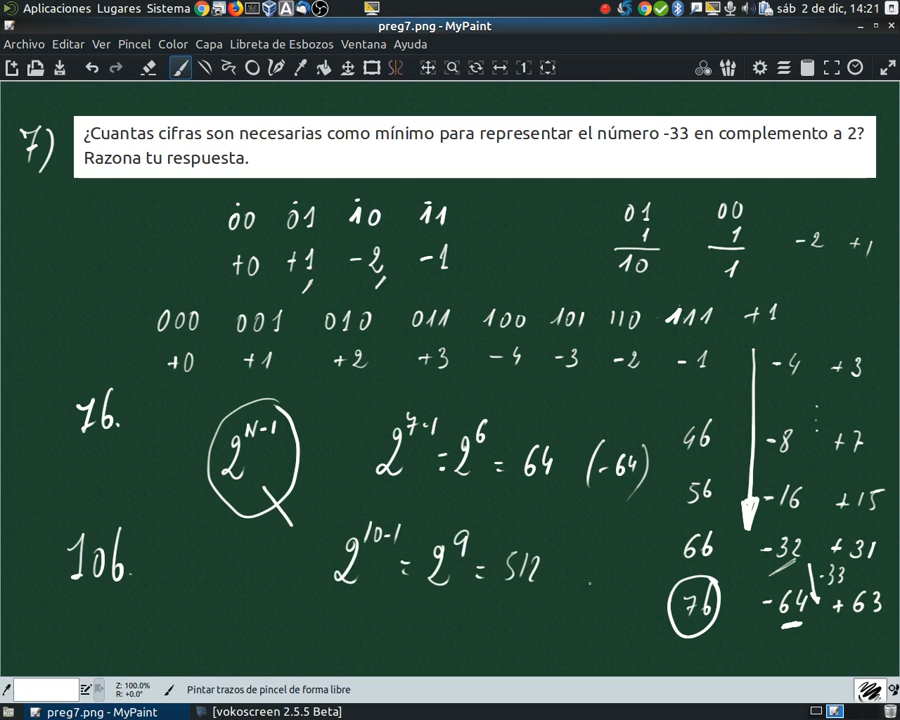 Aplicaciones Lugares Sistema sáb 2 de dic, 14:21
preg7.png - MyPaint
Archivo Editar Ver Pincel Color Capa Libreta de Esbozos Ventana Ayuda
7) ¿Cuantas cifras son necesarias como mínimo para representar el número -33 en complemento a 2?
Razona tu respuesta.
00 01 10 11 01 00
1 1 -2 +1
+0 +1 -2 -1 10 1
000 001 010 011 100 101 110 111 +1
+0 +1 +2 +3 -4 -3 -2 -1 -4 +3
7b.
2^N-1 2^7-1 = 2^6 = 64 (-64) 4b -8 +7
5b -16 +15
10b. 2^10-1 = 2^9 = 512 6b -32 +31
-33
7b -64 +63
Z: 100.0%
R: +0.0°
Pintar trazos de pincel de forma libre
preg7.png - MyPaint [vokoscreen 2.5.5 Beta]